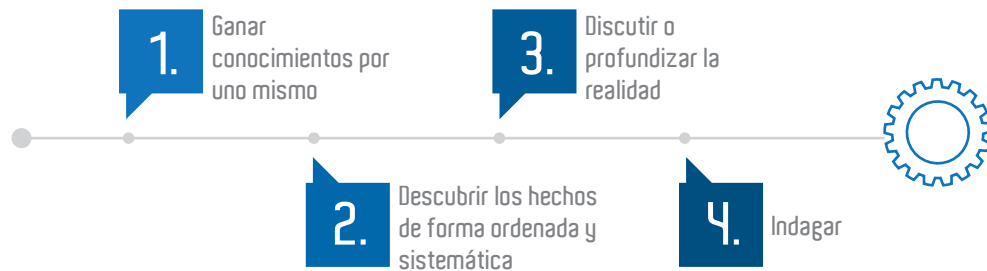 1.
Ganar
conocimientos por
uno mismo
2.
Descubrir los hechos
de forma ordenada y
sistemática
3.
Discutir o
profundizar la
realidad
4.
Indagar